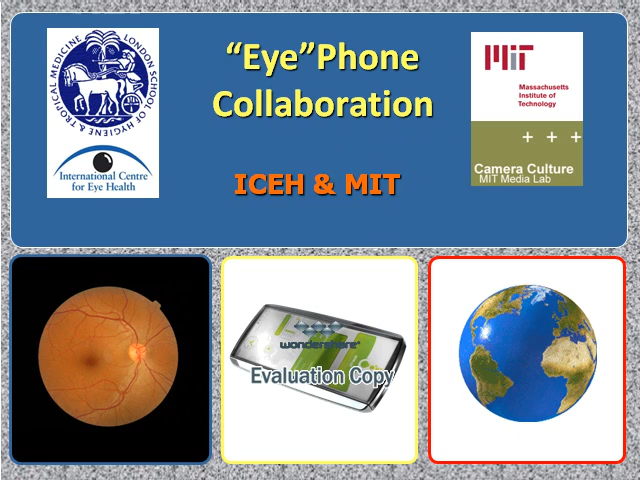 LONDON SCHOOL OF HYGIENE & TROPICAL MEDICINE
International Centre
for Eye Health
“Eye”Phone
Collaboration
ICEH & MIT
MIT
Massachusetts
Institute of
Technology
+ + +
Camera Culture
MIT Media Lab
wondershare
Evaluation Copy